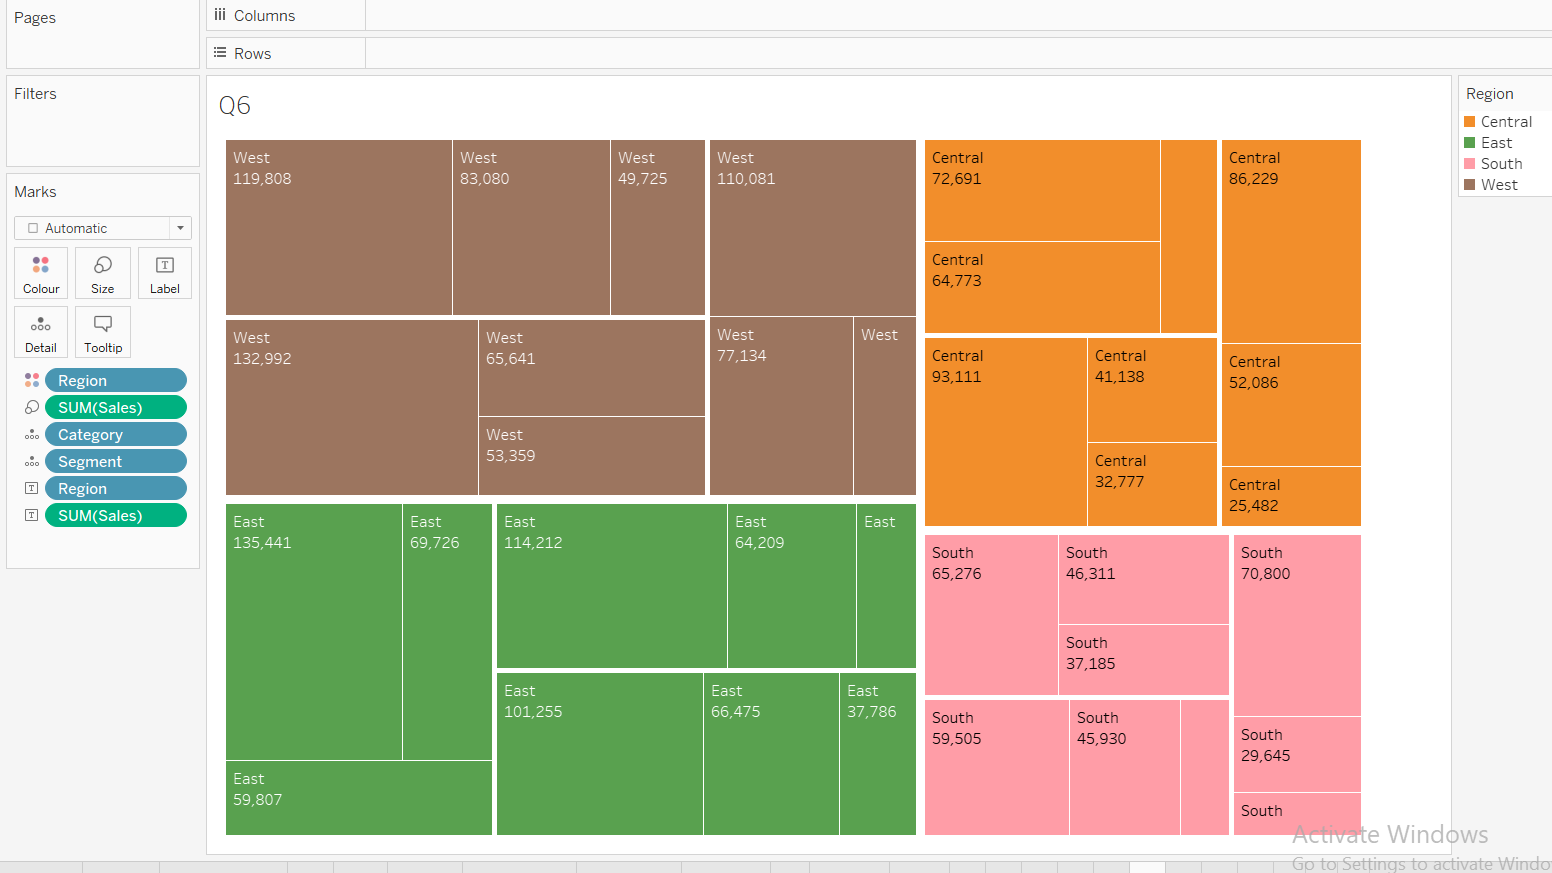 Pages
Columns
Rows
Filters
Marks
Automatic
Colour
Size
Label
Detail
Tooltip
Region
SUM(Sales)
Category
Segment
Region
SUM(Sales)
Q6
West
119,808
West
83,080
West
49,725
West
110,081
West
132,992
West
65,641
West
53,359
West
77,134
West
East
135,441
East
69,726
East
59,807
East
114,212
East
64,209
East
East
101,255
East
66,475
East
37,786
Central
72,691
Central
64,773
Central
86,229
Central
93,111
Central
41,138
Central
32,777
Central
52,086
Central
25,482
South
65,276
South
46,311
South
37,185
South
70,800
South
59,505
South
45,930
South
29,645
South
Region
Central
East
South
West
Activate Windows
Go to Settings to activate Windo